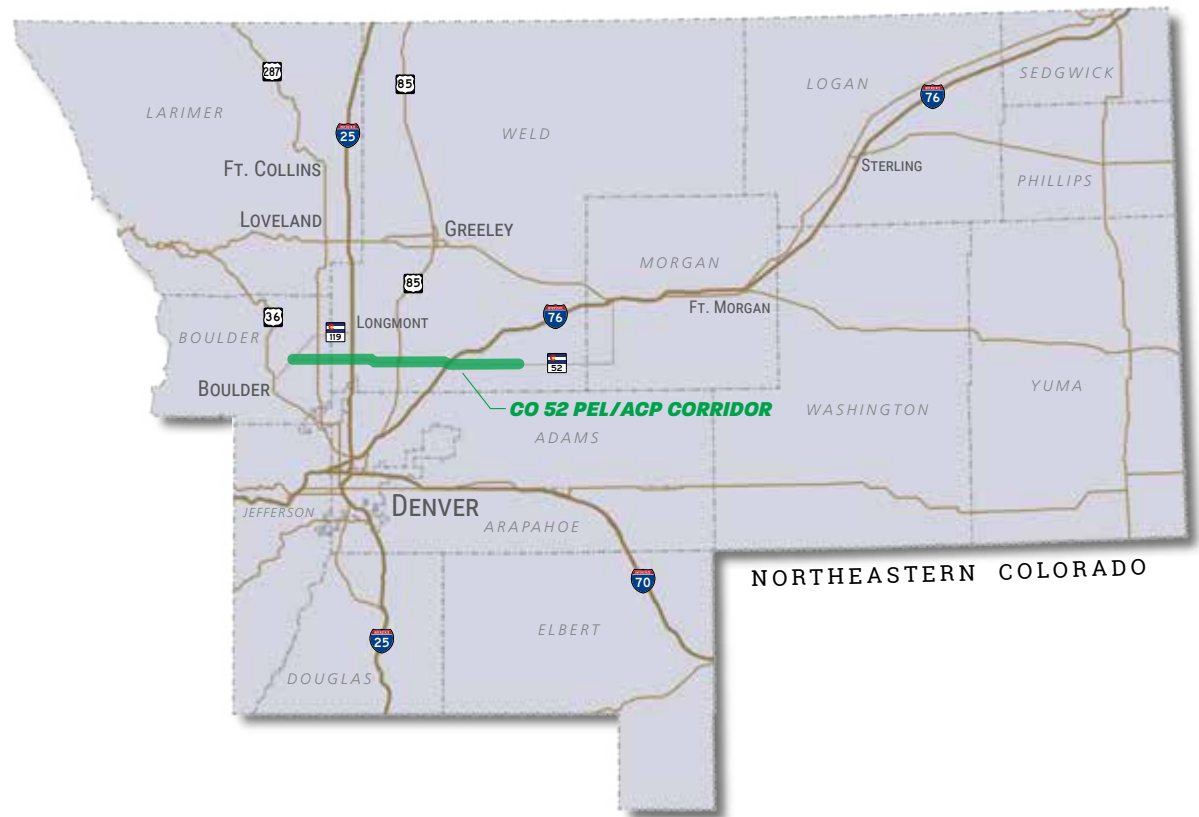 287
85
LOGAN
SEDGWICK
76
LARIMER
25
WELD
FT. COLLINS
STERLING
PHILLIPS
LOVELAND
GREELEY
MORGAN
85
36
76
FT. MORGAN
119
LONGMONT
BOULDER
52
BOULDER
YUMA
CO 52 PEL/ACP CORRIDOR
WASHINGTON
ADAMS
JEFFERSON
DENVER
ARAPAHOE
NORTHEASTERN COLORADO
70
ELBERT
25
DOUGLAS